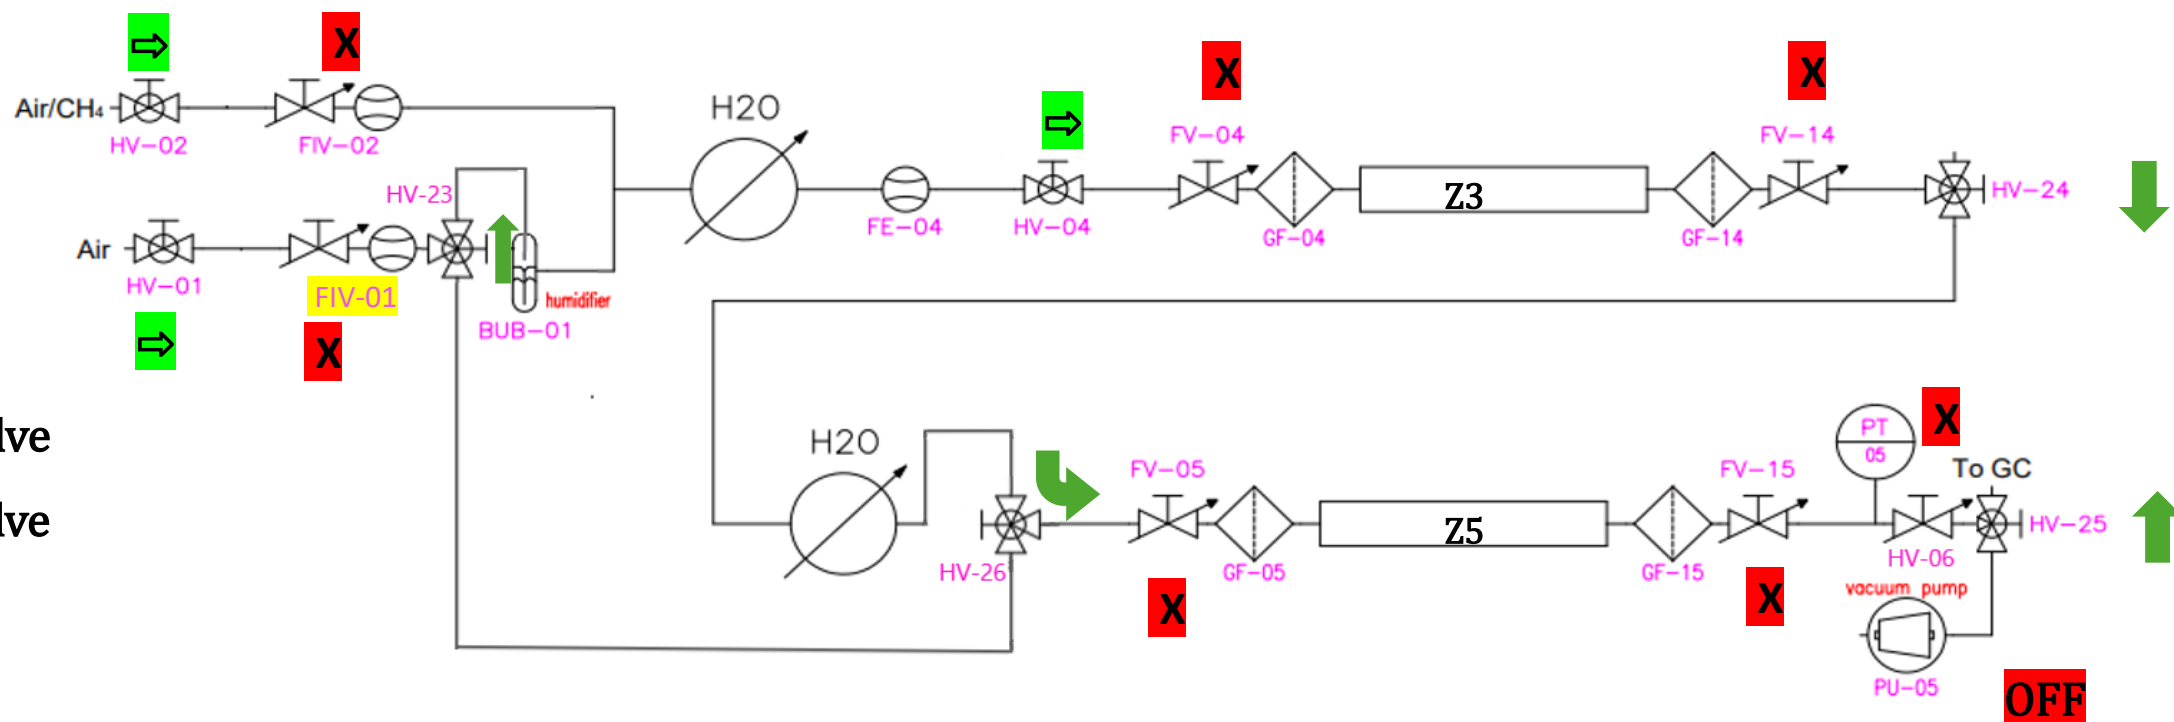 X
X
X
Air/CH₄
HV-02
FIV-02
H2O
FV-04
FV-14
HV-23
FE-04
HV-04
GF-04
Z3
GF-14
HV-24
Air
HV-01
FIV-01
humidifier
BUB-01
X
lve
lve
H2O
HV-26
FV-05
GF-05
Z5
GF-15
FV-15
PT
05
X
To GC
HV-25
HV-06
X
X
vacuum pump
PU-05
OFF